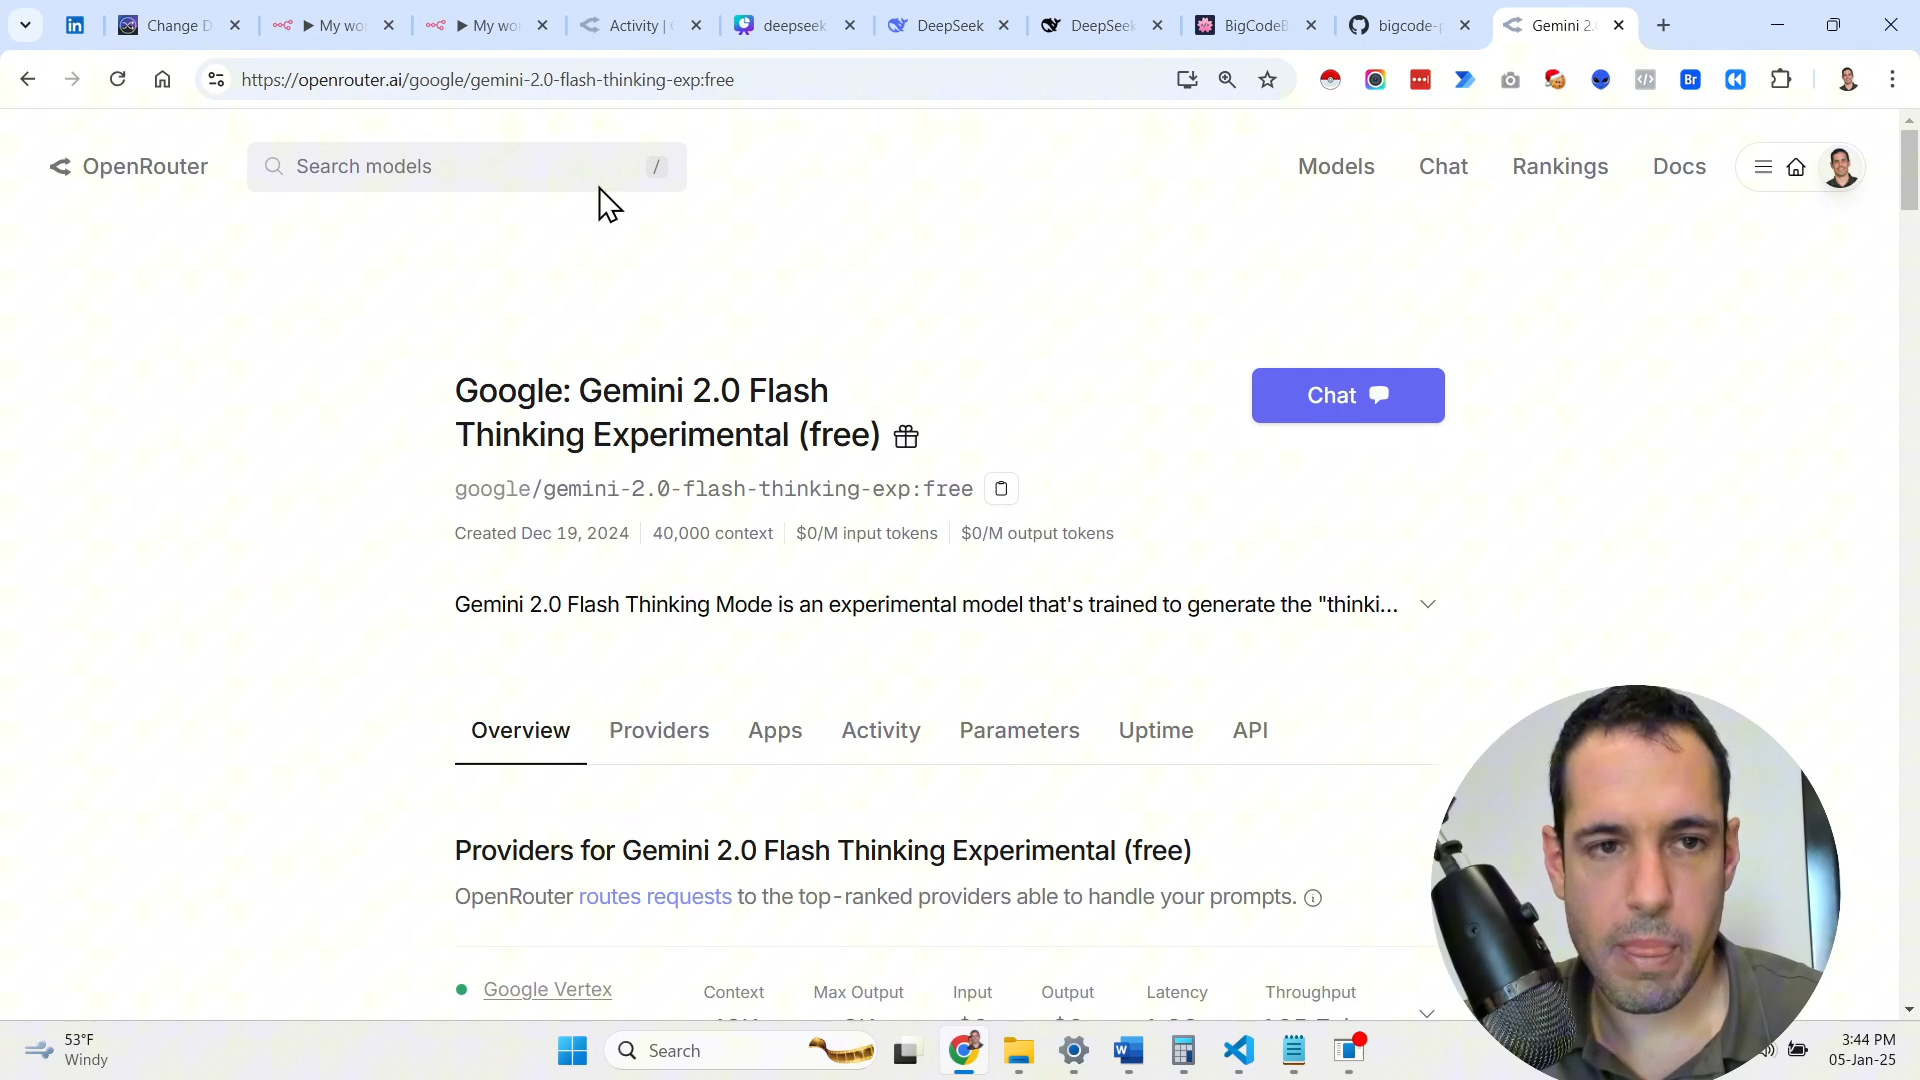 Change D
▶ My wo
▶ My wo
Activity | 
deepseek
DeepSeek
DeepSeek
BigCodeB
bigcode-p
Gemini 2.
https://openrouter.ai/google/gemini-2.0-flash-thinking-exp:free
OpenRouter
Search models
/
Models
Chat
Rankings
Docs
Google: Gemini 2.0 Flash
Thinking Experimental (free)
Chat
google/gemini-2.0-flash-thinking-exp:free
Created Dec 19, 2024
40,000 context
$0/M input tokens
$0/M output tokens
Gemini 2.0 Flash Thinking Mode is an experimental model that's trained to generate the "thinki...
Overview
Providers
Apps
Activity
Parameters
Uptime
API
Providers for Gemini 2.0 Flash Thinking Experimental (free)
OpenRouter routes requests to the top-ranked providers able to handle your prompts.
Google Vertex
Context
Max Output
Input
Output
Latency
Throughput
53°F
Windy
Search
3:44 PM
05-Jan-25